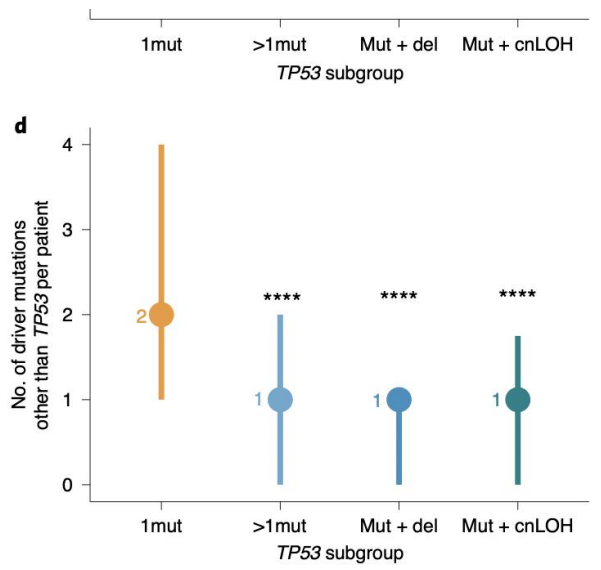 1mut >1mut Mut + del Mut + cnLOH
TP53 subgroup
d
No. of driver mutations
other than TP53 per patient
4
3
2
1
0
2
****
1
****
1
****
1
1mut >1mut Mut + del Mut + cnLOH
TP53 subgroup